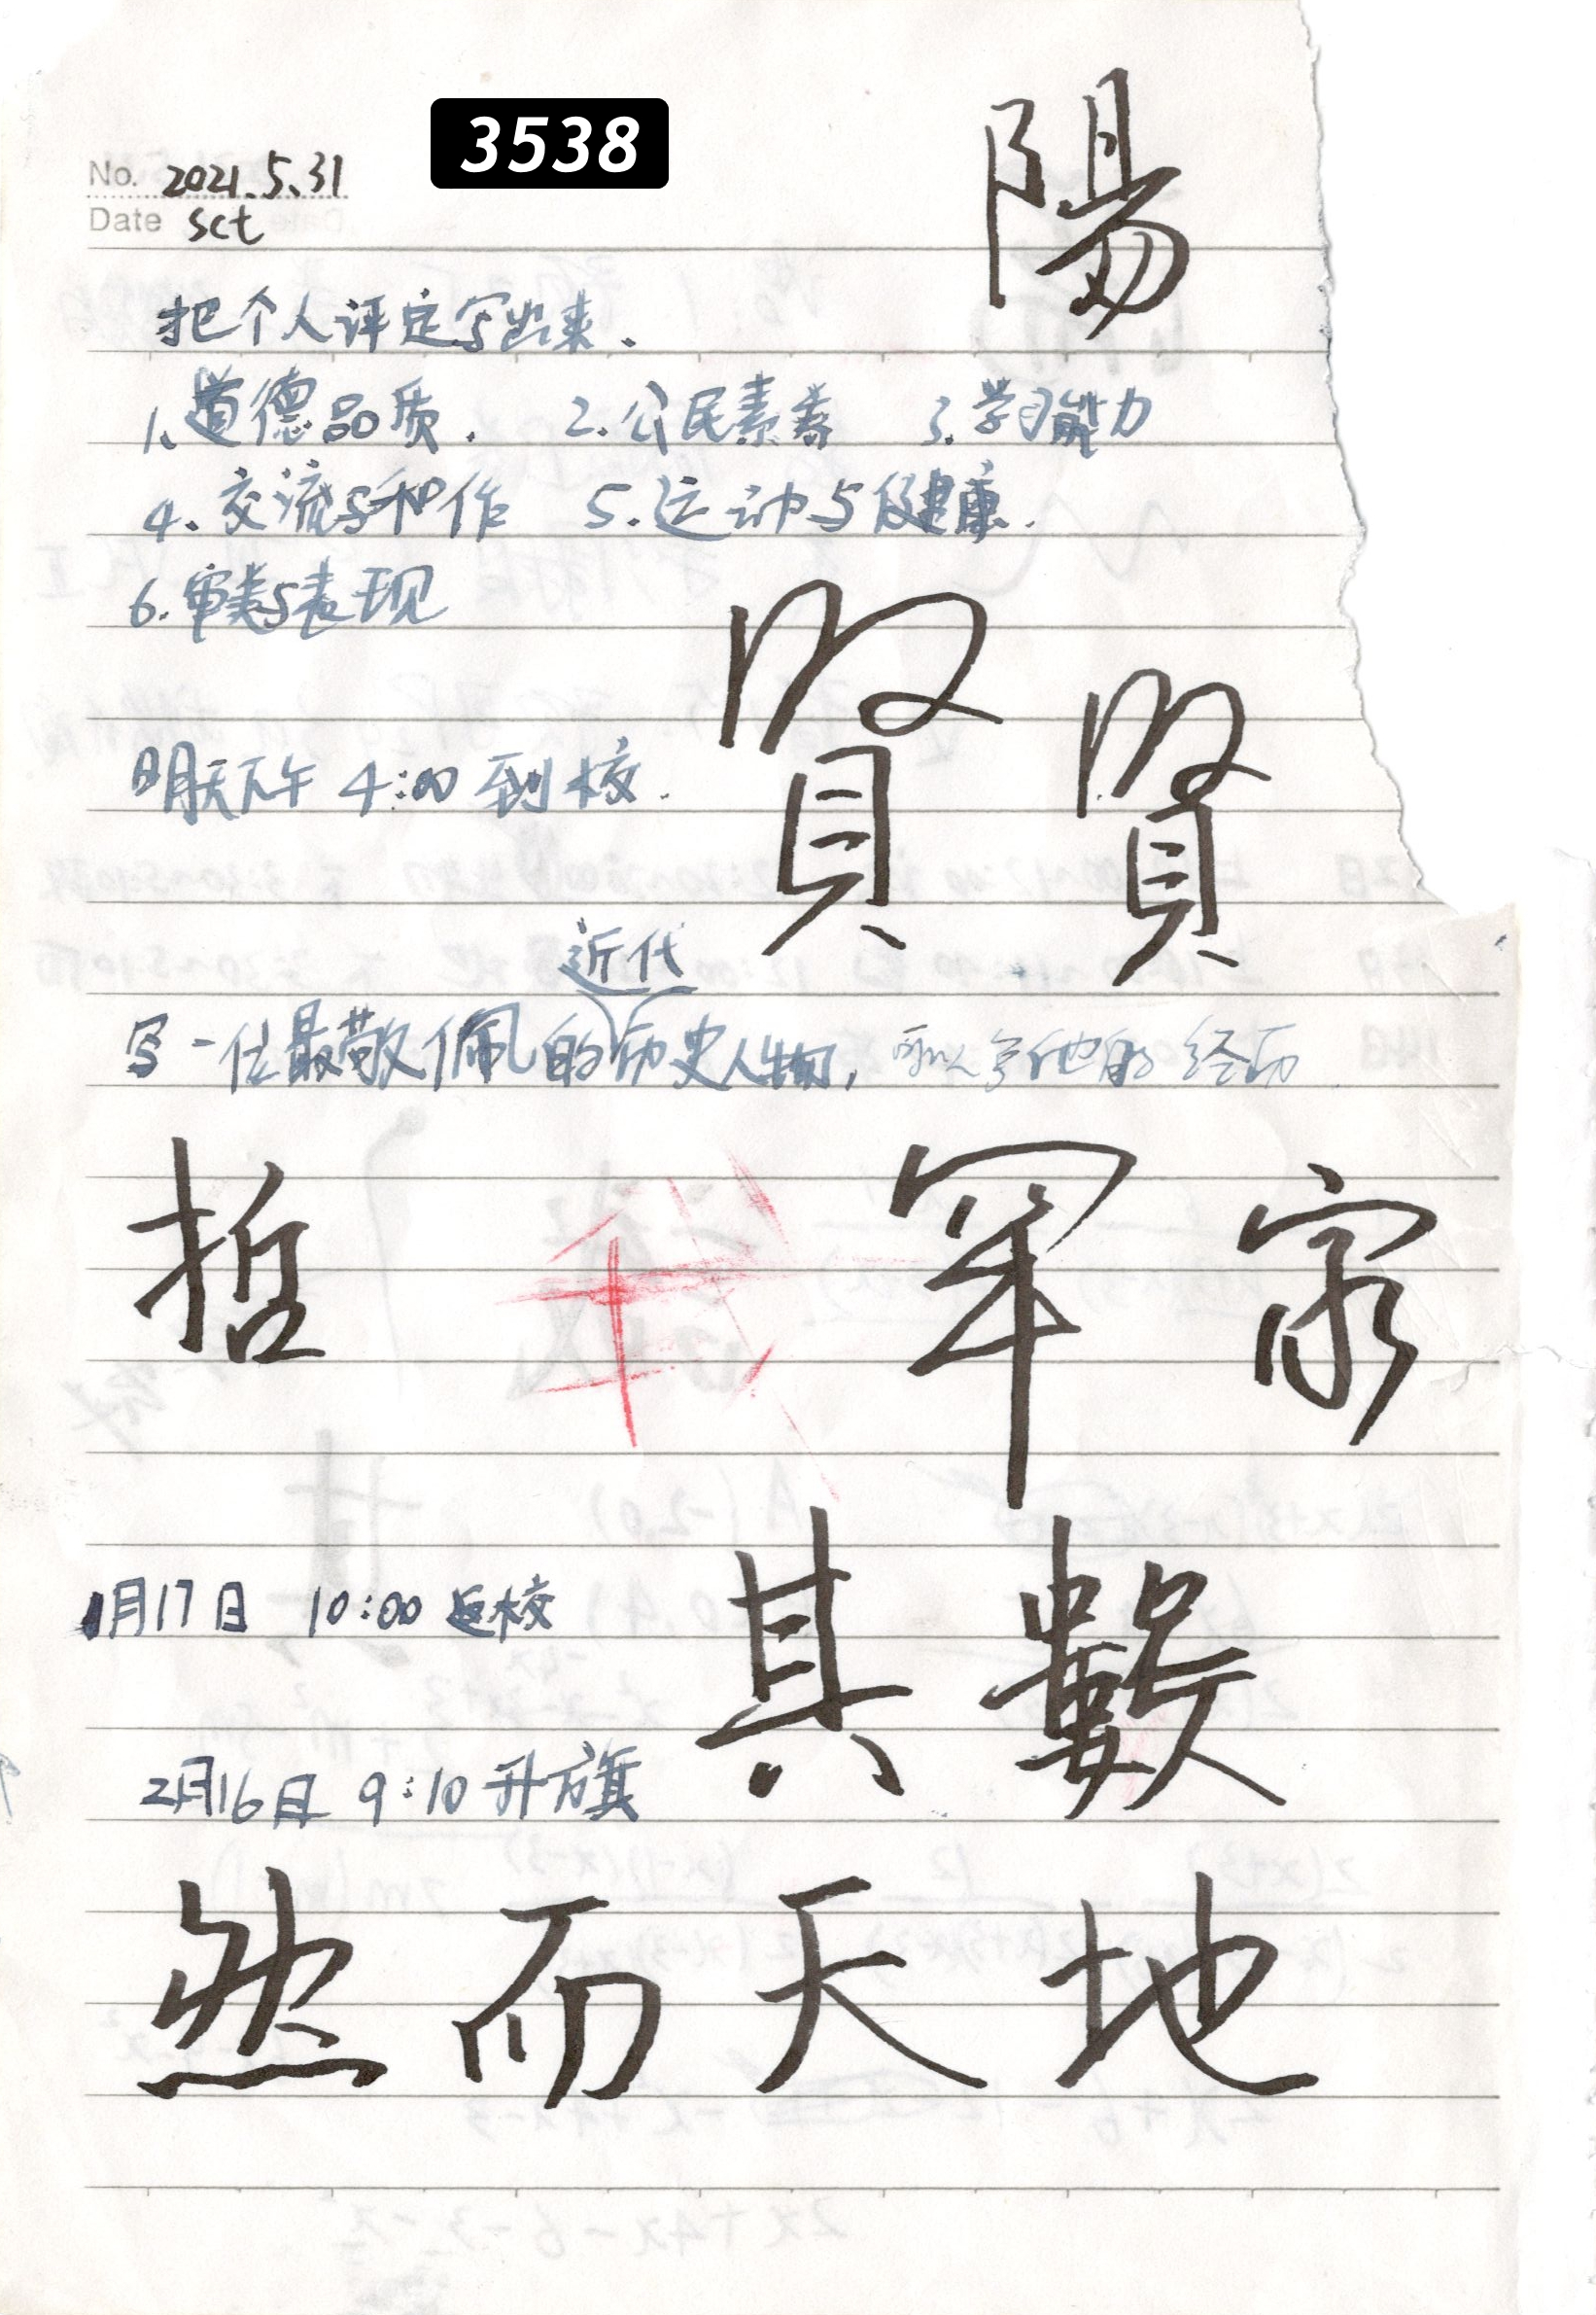 3538
陽
No. 2021.5.31
Date sct
把个人评定写出来.
1.道德品质. 2.公民素养 3.学习能力
4.交流与和作 5.运动与健康.
6.审美与表现
賢 賢
明天下午 4:00 到校.
近代
写一位最敬佩的历史人物, 可以写他的经历
哲 罕 家
其 數
1月17日 10:00 返校
2月16日 9:10 升旗
然 而 天 地